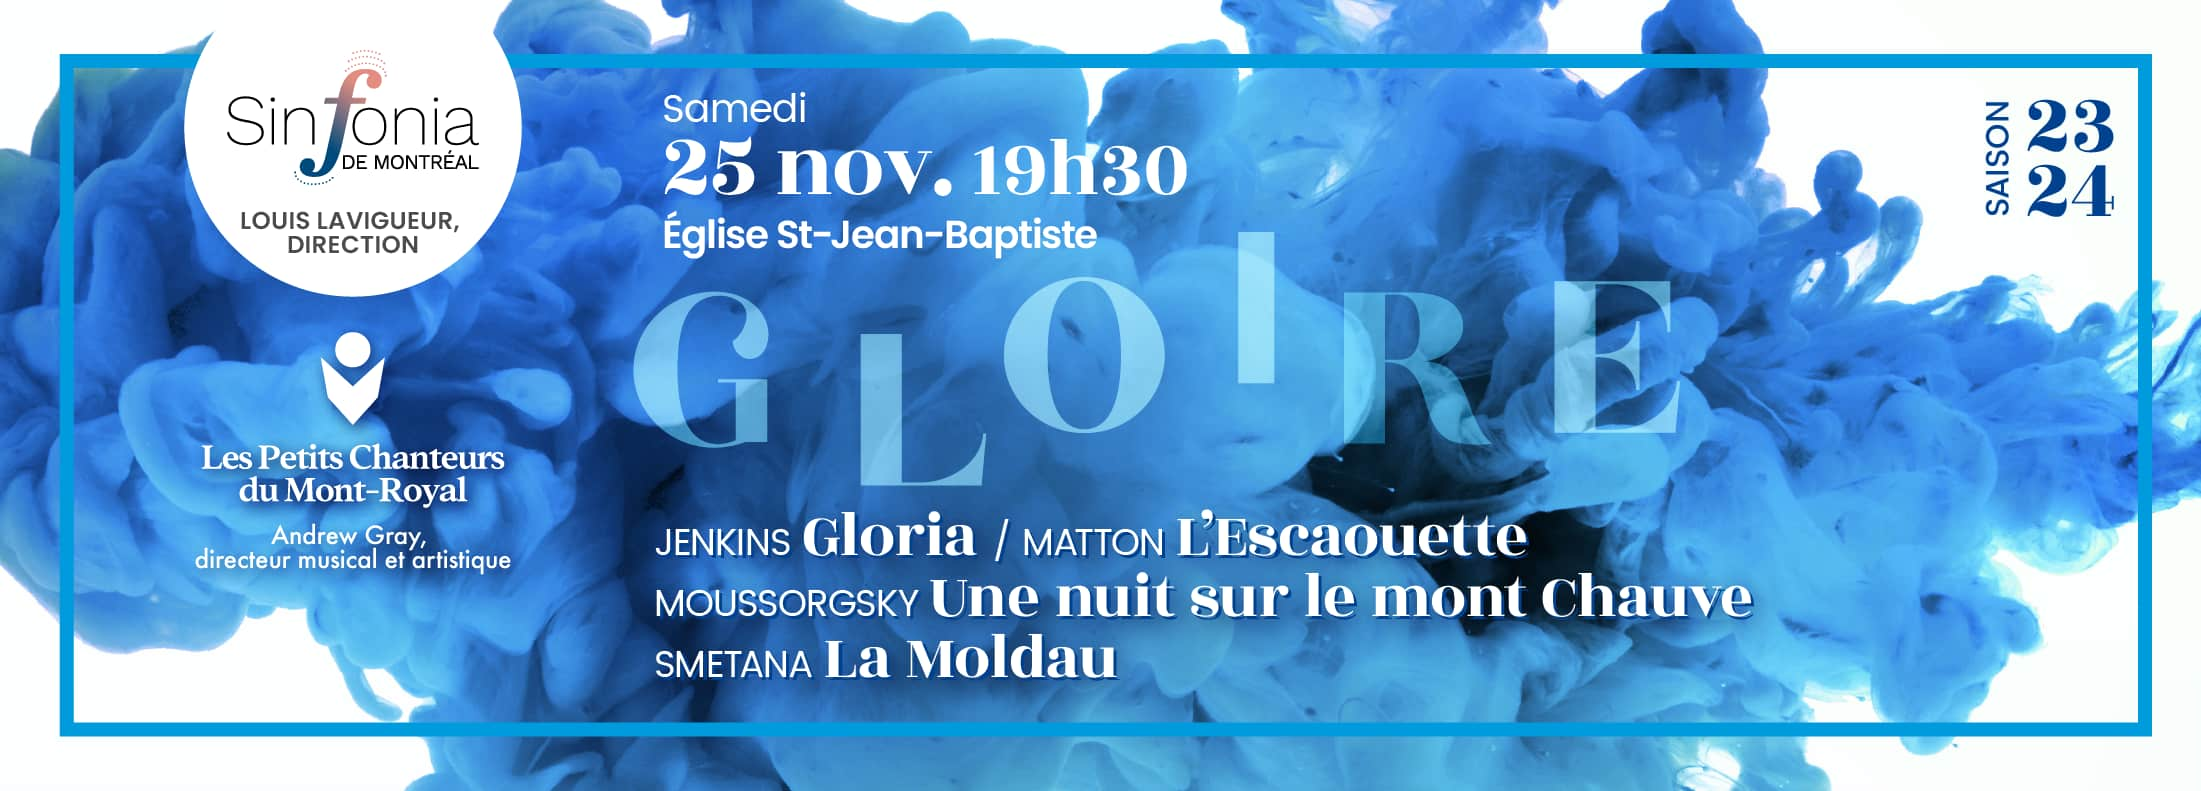 Sinfonia
DE MONTRÉAL
LOUIS LAVIGUEUR,
DIRECTION
Les Petits Chanteurs
du Mont-Royal
Andrew Gray,
directeur musical et artistique
Samedi
25 nov. 19h30
Église St-Jean-Baptiste
GLOIRE
JENKINS Gloria / MATTON L'Escaouette
MOUSSORGSKY Une nuit sur le mont Chauve
SMETANA La Moldau
SAISON
23
24